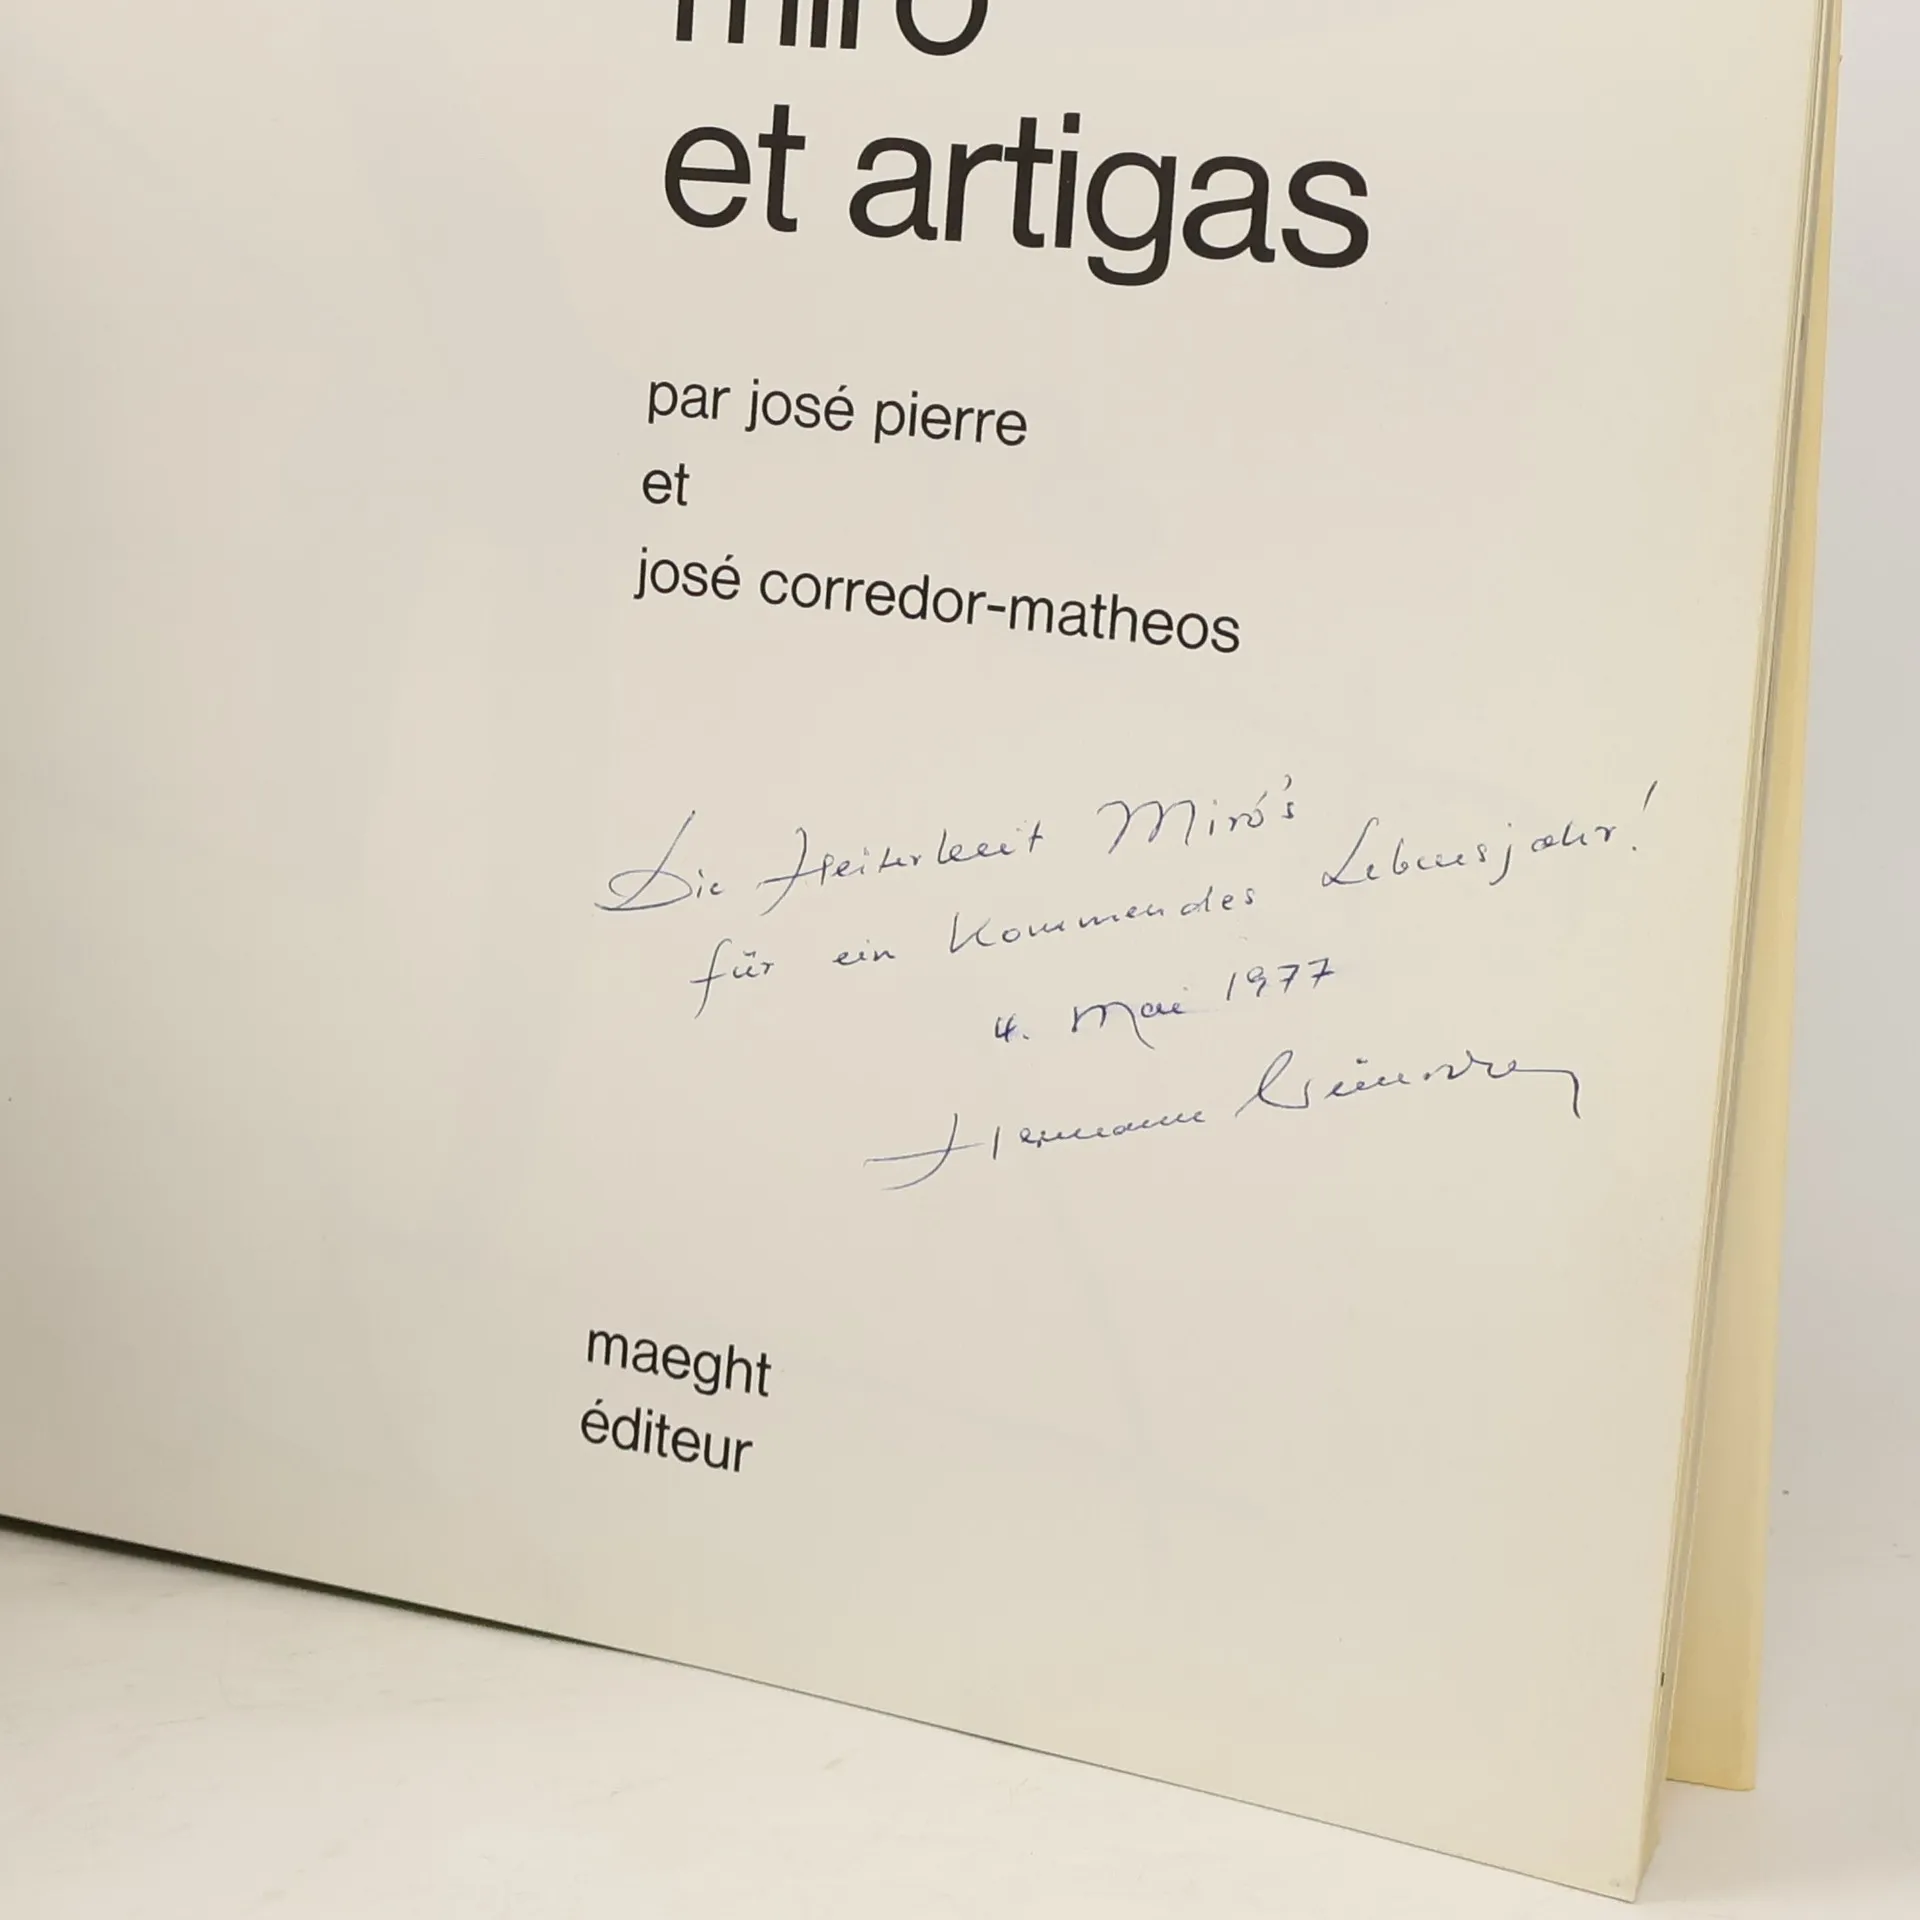 miró
et artigas
par josé pierre
et
josé corredor-matheos
Die Heiterkeit Miró's
für ein kommendes Lebensjahr!
4. Mai 1977
Hermann
maeght
éditeur